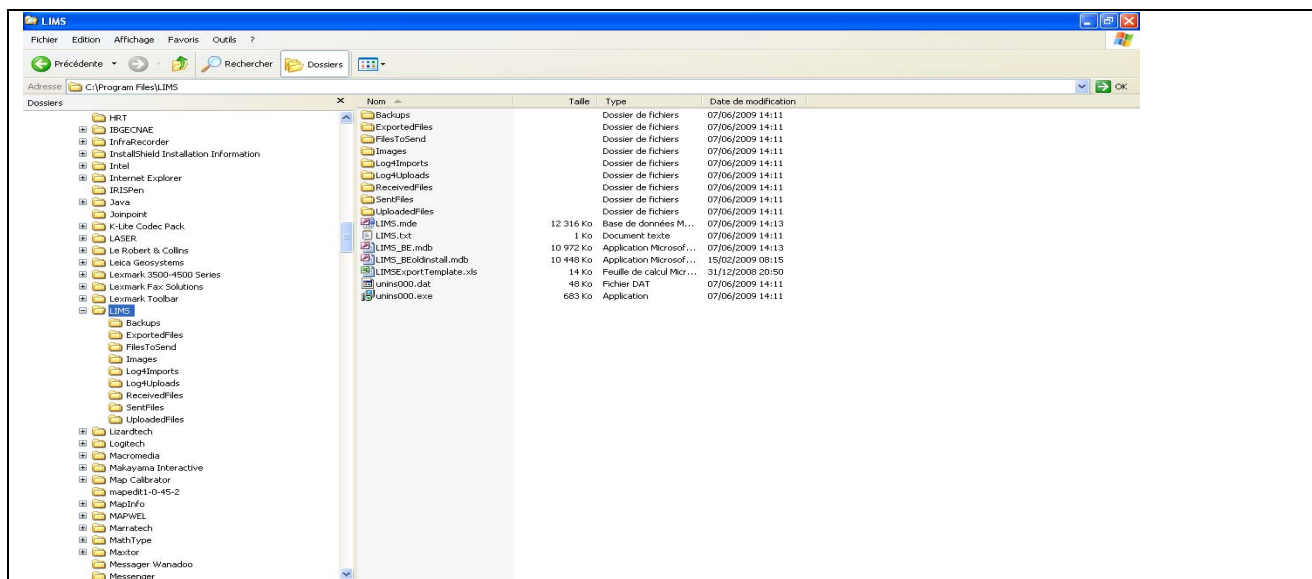 LIMS
Fichier Edition Affichage Favoris Outils ?
Précédente Rechercher Dossiers
Adresse C:\Program Files\LIMS OK
Dossiers
HRT
IBGECNAE
InfraRecorder
InstallShield Installation Information
Intel
Internet Explorer
IRISPen
Java
Joinpoint
K-Lite Codec Pack
LASER
Le Robert & Collins
Leica Geosystems
Lexmark 3500-4500 Series
Lexmark Fax Solutions
Lexmark Toolbar
LIMS
Backups
ExportedFiles
FilesToSend
Images
Log4Imports
Log4Uploads
ReceivedFiles
SentFiles
UploadedFiles
Lizardtech
Logitech
Macromedia
Makayama Interactive
Map Calibrator
mapedit1-0-45-2
MapInfo
MAPWEL
Marratech
MathType
Maxtor
Messager Wanadoo
Messenger
Nom Taille Type Date de modification
Backups Dossier de fichiers 07/06/2009 14:11
ExportedFiles Dossier de fichiers 07/06/2009 14:11
FilesToSend Dossier de fichiers 07/06/2009 14:11
Images Dossier de fichiers 07/06/2009 14:11
Log4Imports Dossier de fichiers 07/06/2009 14:11
Log4Uploads Dossier de fichiers 07/06/2009 14:11
ReceivedFiles Dossier de fichiers 07/06/2009 14:11
SentFiles Dossier de fichiers 07/06/2009 14:11
UploadedFiles Dossier de fichiers 07/06/2009 14:11
LIMS.mde 12 316 Ko Base de données M... 07/06/2009 14:13
LIMS.txt 1 Ko Document texte 07/06/2009 14:11
LIMS_BE.mdb 10 972 Ko Application Microsof... 07/06/2009 14:13
LIMS_BEoldinstall.mdb 10 448 Ko Application Microsof... 15/02/2009 08:15
LIMSExportTemplate.xls 14 Ko Feuille de calcul Micr... 31/12/2008 20:50
unins000.dat 48 Ko Fichier DAT 07/06/2009 14:11
unins000.exe 683 Ko Application 07/06/2009 14:11